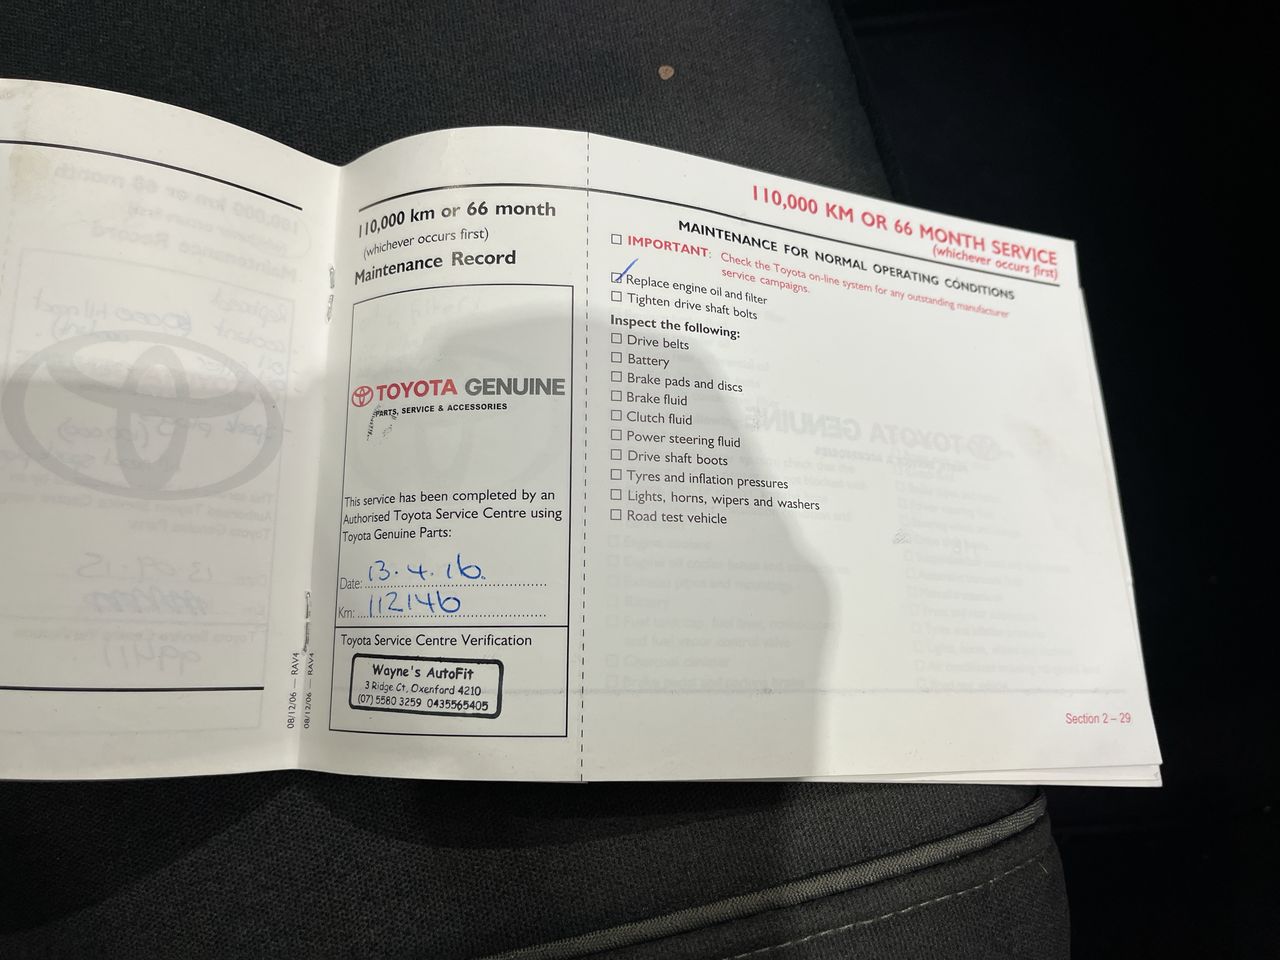 110,000 km or 66 month
(whichever occurs first)
Maintenance Record
TOYOTA GENUINE
PARTS, SERVICE & ACCESSORIES
This service has been completed by an
Authorised Toyota Service Centre using
Toyota Genuine Parts:
Date: 13.4.16.
Km: 112146
Toyota Service Centre Verification
Wayne's AutoFit
3 Ridge Ct, Oxenford 4210
(07) 5580 3259 0435565405
08/12/06 — RAV4
08/12/06 — RAV4
110,000 KM OR 66 MONTH SERVICE
(whichever occurs first)
MAINTENANCE FOR NORMAL OPERATING CONDITIONS
IMPORTANT: Check the Toyota on-line system for any outstanding manufacturer
service campaigns.
Replace engine oil and filter
Tighten drive shaft bolts
Inspect the following:
Drive belts
Battery
Brake pads and discs
Brake fluid
Clutch fluid
Power steering fluid
Drive shaft boots
Tyres and inflation pressures
Lights, horns, wipers and washers
Road test vehicle
Section 2 – 29